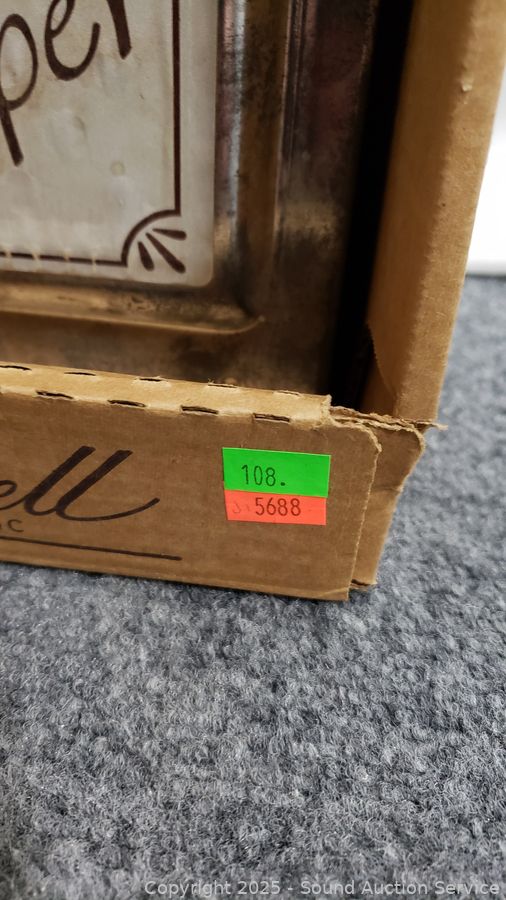 per
ell
C
108.
5688
Copyright 2025 - Sound Auction Service